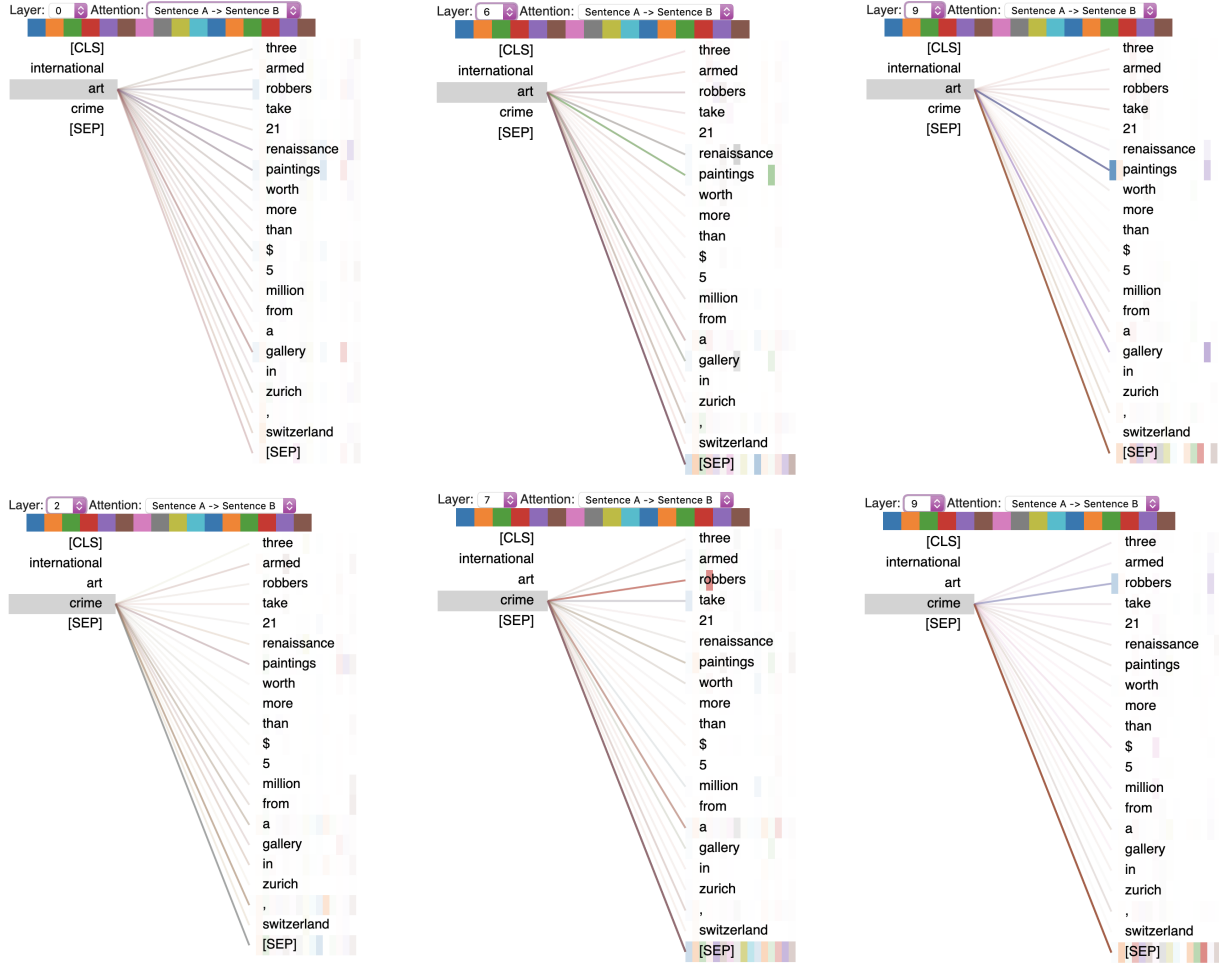 Layer: 0 Attention: Sentence A -> Sentence B
[CLS]
international
art
crime
[SEP]
three
armed
robbers
take
21
renaissance
paintings
worth
more
than
$
5
million
from
a
gallery
in
zurich
,
switzerland
[SEP]
Layer: 6 Attention: Sentence A -> Sentence B
[CLS]
international
art
crime
[SEP]
three
armed
robbers
take
21
renaissance
paintings
worth
more
than
$
5
million
from
a
gallery
in
zurich
,
switzerland
[SEP]
Layer: 9 Attention: Sentence A -> Sentence B
[CLS]
international
art
crime
[SEP]
three
armed
robbers
take
21
renaissance
paintings
worth
more
than
$
5
million
from
a
gallery
in
zurich
,
switzerland
[SEP]
Layer: 2 Attention: Sentence A -> Sentence B
[CLS]
international
art
crime
[SEP]
three
armed
robbers
take
21
renaissance
paintings
worth
more
than
$
5
million
from
a
gallery
in
zurich
,
switzerland
[SEP]
Layer: 7 Attention: Sentence A -> Sentence B
[CLS]
international
art
crime
[SEP]
three
armed
robbers
take
21
renaissance
paintings
worth
more
than
$
5
million
from
a
gallery
in
zurich
,
switzerland
[SEP]
Layer: 9 Attention: Sentence A -> Sentence B
[CLS]
international
art
crime
[SEP]
three
armed
robbers
take
21
renaissance
paintings
worth
more
than
$
5
million
from
a
gallery
in
zurich
,
switzerland
[SEP]